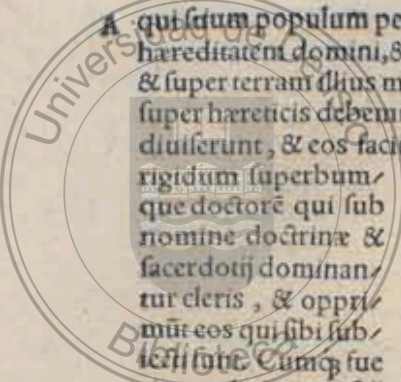 A qui suum populum pe
hæreditatem domini, &
& super terram illius m
super hæreticis debem
diuiserunt, & eos faci
rigidum superbum-
que doctorē qui sub
nomine doctrinæ &
sacerdotij dominan-
tur cleris, & oppri-
mūt eos qui sibi sub-
iecti sunt. Cumq; fue